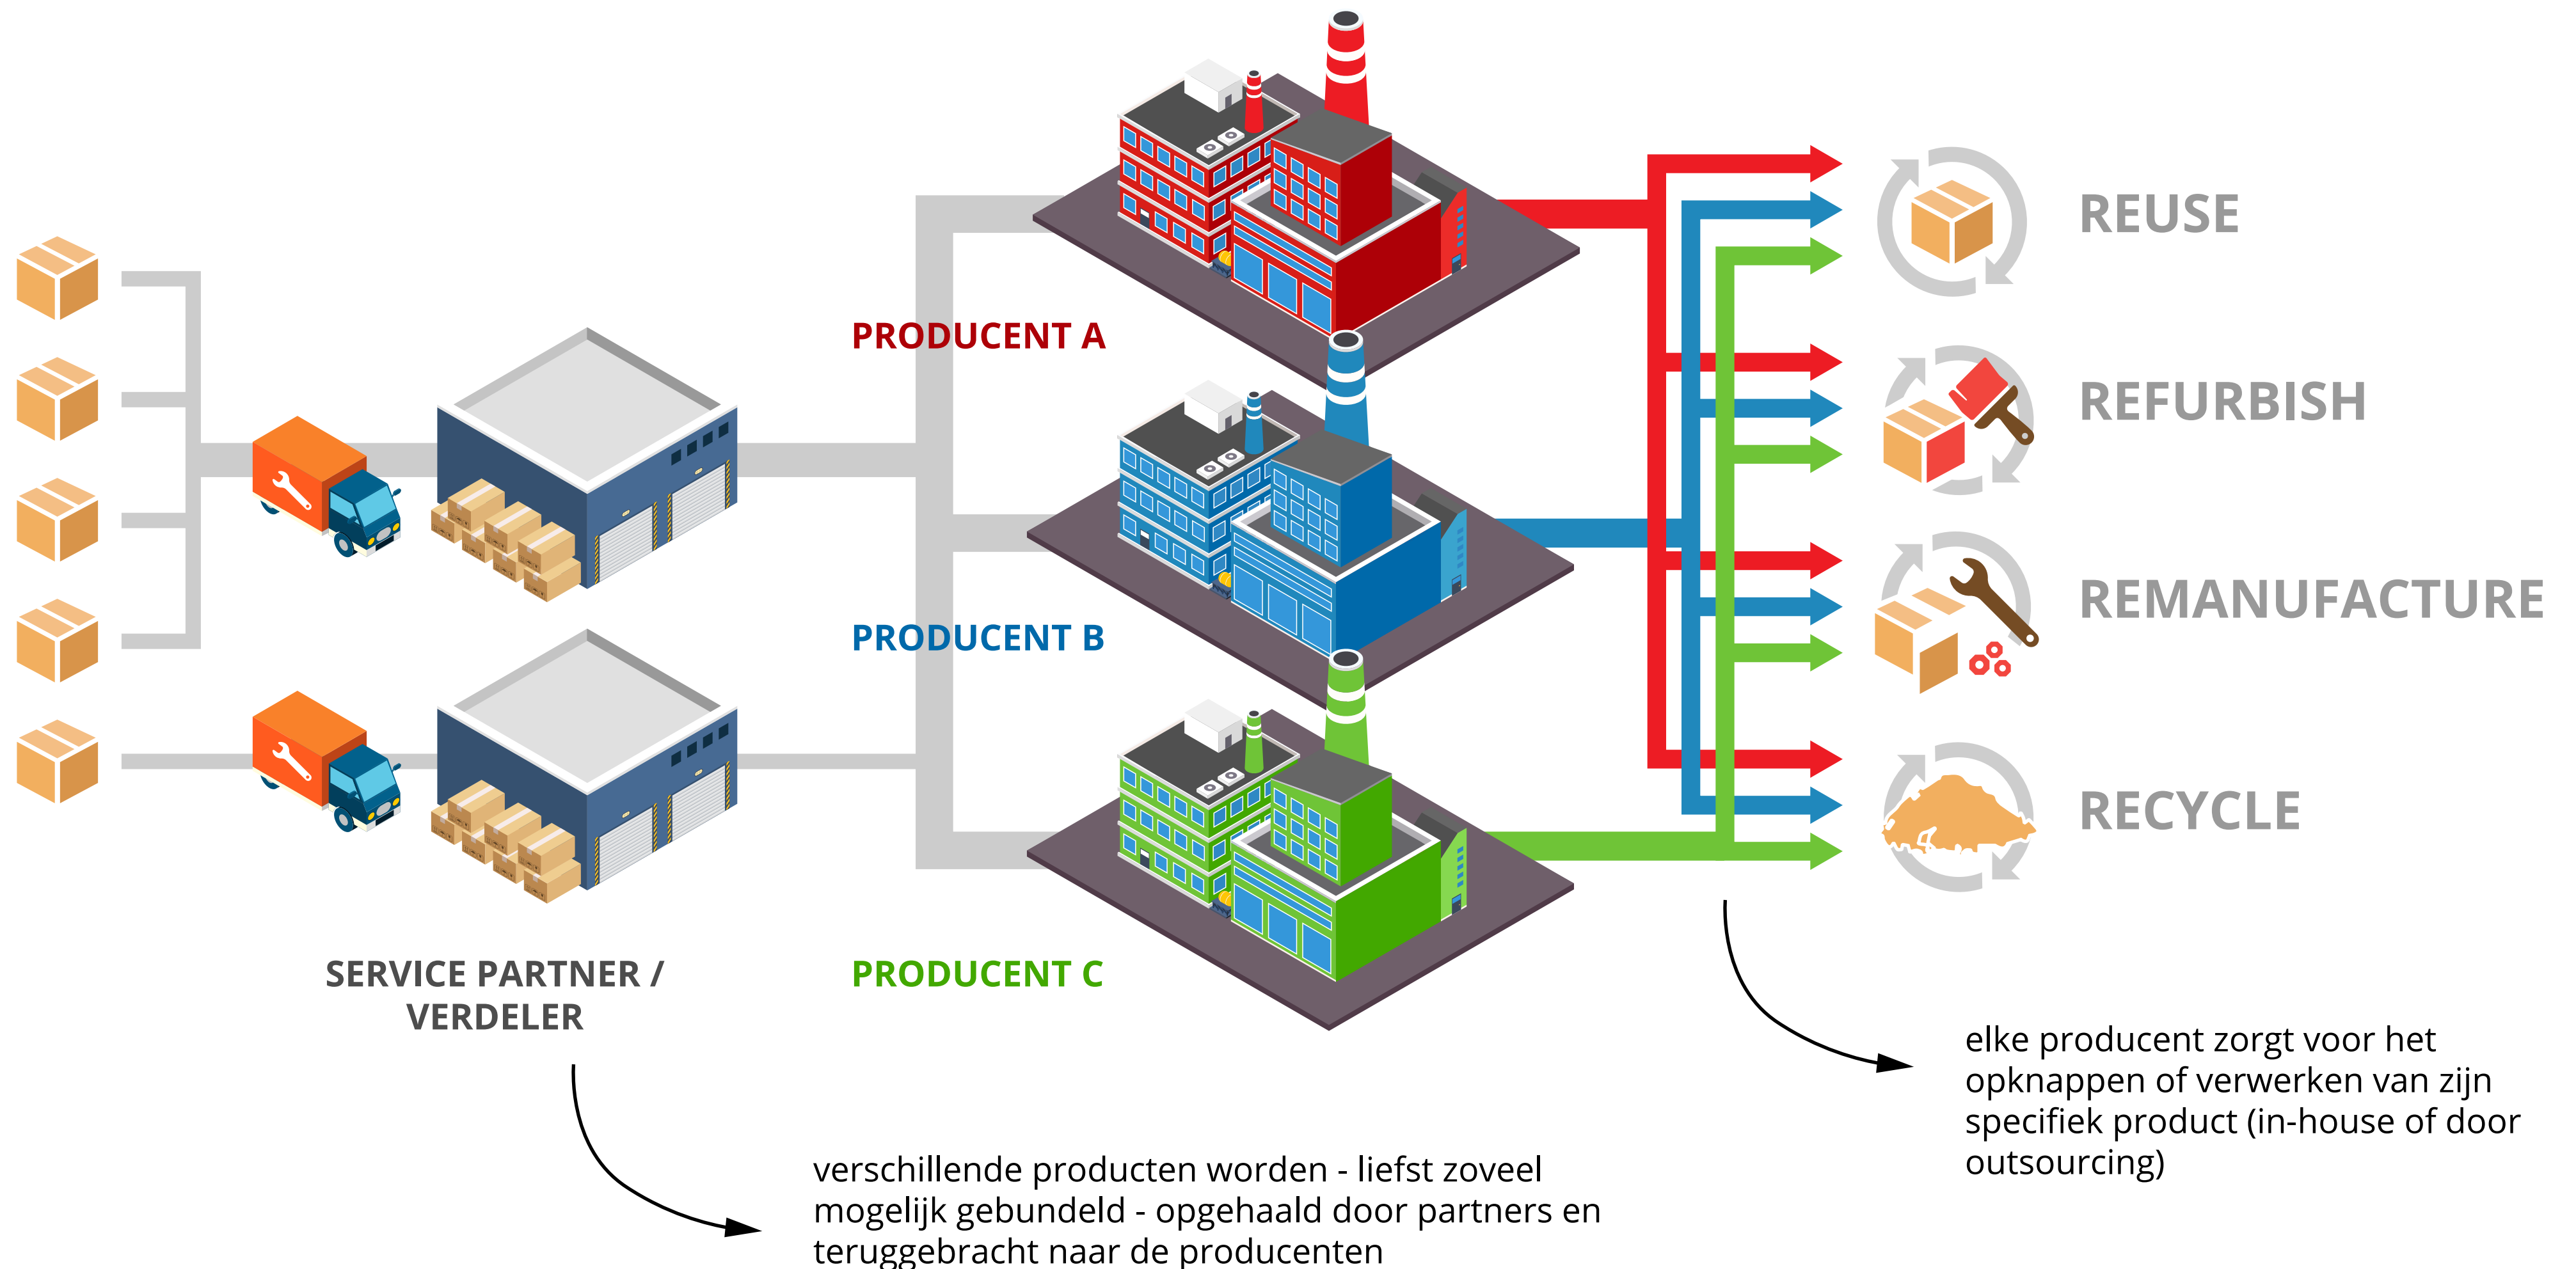 PRODUCENT A
PRODUCENT B
PRODUCENT C
SERVICE PARTNER /
VERDELER
REUSE
REFURBISH
REMANUFACTURE
RECYCLE
verschillende producten worden - liefst zoveel
mogelijk gebundeld - opgehaald door partners en
teruggebracht naar de producenten
elke producent zorgt voor het
opknappen of verwerken van zijn
specifiek product (in-house of door
outsourcing)